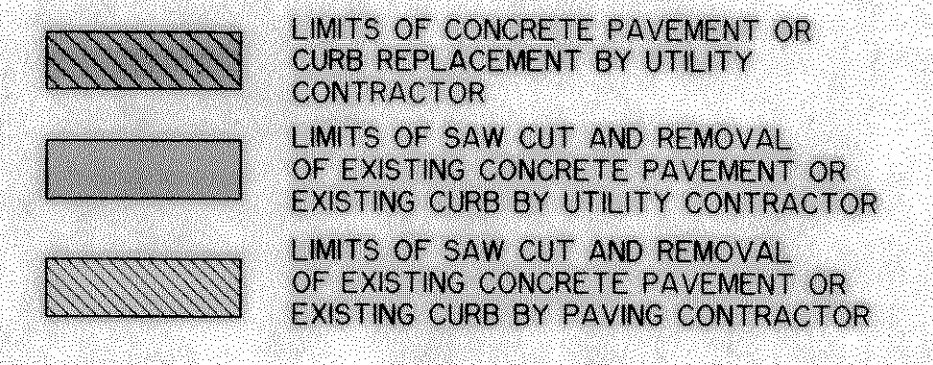 LIMITS OF CONCRETE PAVEMENT OR
CURB REPLACEMENT BY UTILITY
CONTRACTOR
LIMITS OF SAW CUT AND REMOVAL
OF EXISTING CONCRETE PAVEMENT OR
EXISTING CURB BY UTILITY CONTRACTOR
LIMITS OF SAW CUT AND REMOVAL
OF EXISTING CONCRETE PAVEMENT OR
EXISTING CURB BY PAVING CONTRACTOR